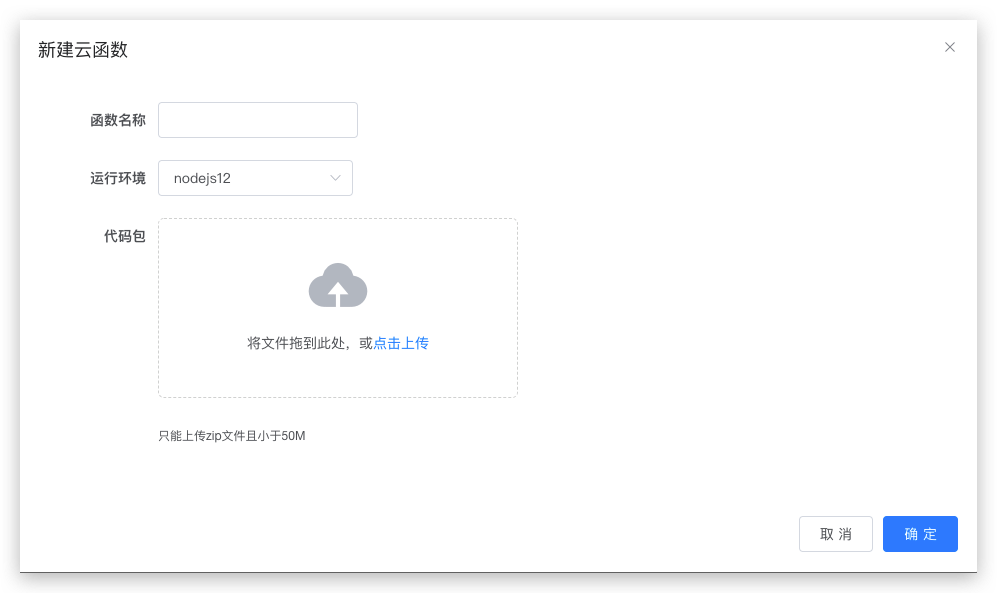 新建云函数
函数名称
运行环境 nodejs12
代码包
将文件拖到此处，或点击上传
只能上传zip文件且小于50M
取 消 确 定